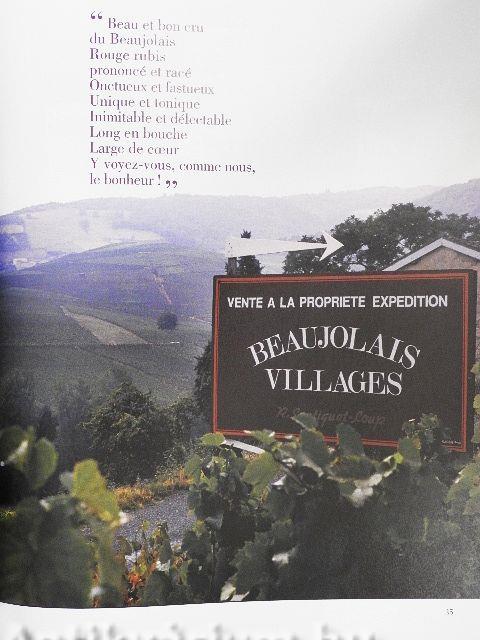 “ Beau et bon cru
du Beaujolais
Rouge rubis
prononcé et racé
Onctueux et fastueux
Unique et tonique
Inimitable et délectable
Long en bouche
Large de cœur
Y voyez-vous, comme nous,
le bonheur ! ”
VENTE A LA PROPRIETE EXPEDITION
BEAUJOLAIS
VILLAGES